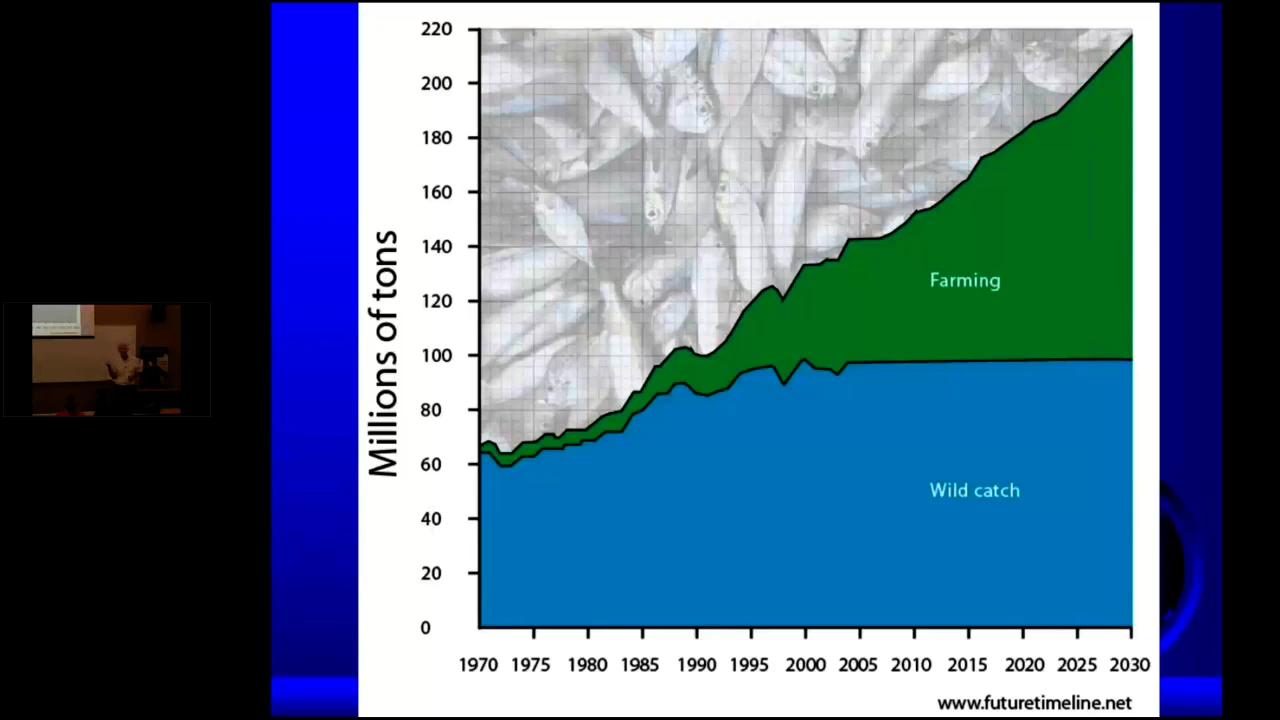 220
200
180
160
140
120
100
80
60
40
20
0
Millions of tons
Farming
Wild catch
1970 1975 1980 1985 1990 1995 2000 2005 2010 2015 2020 2025 2030
www.futuretimeline.net